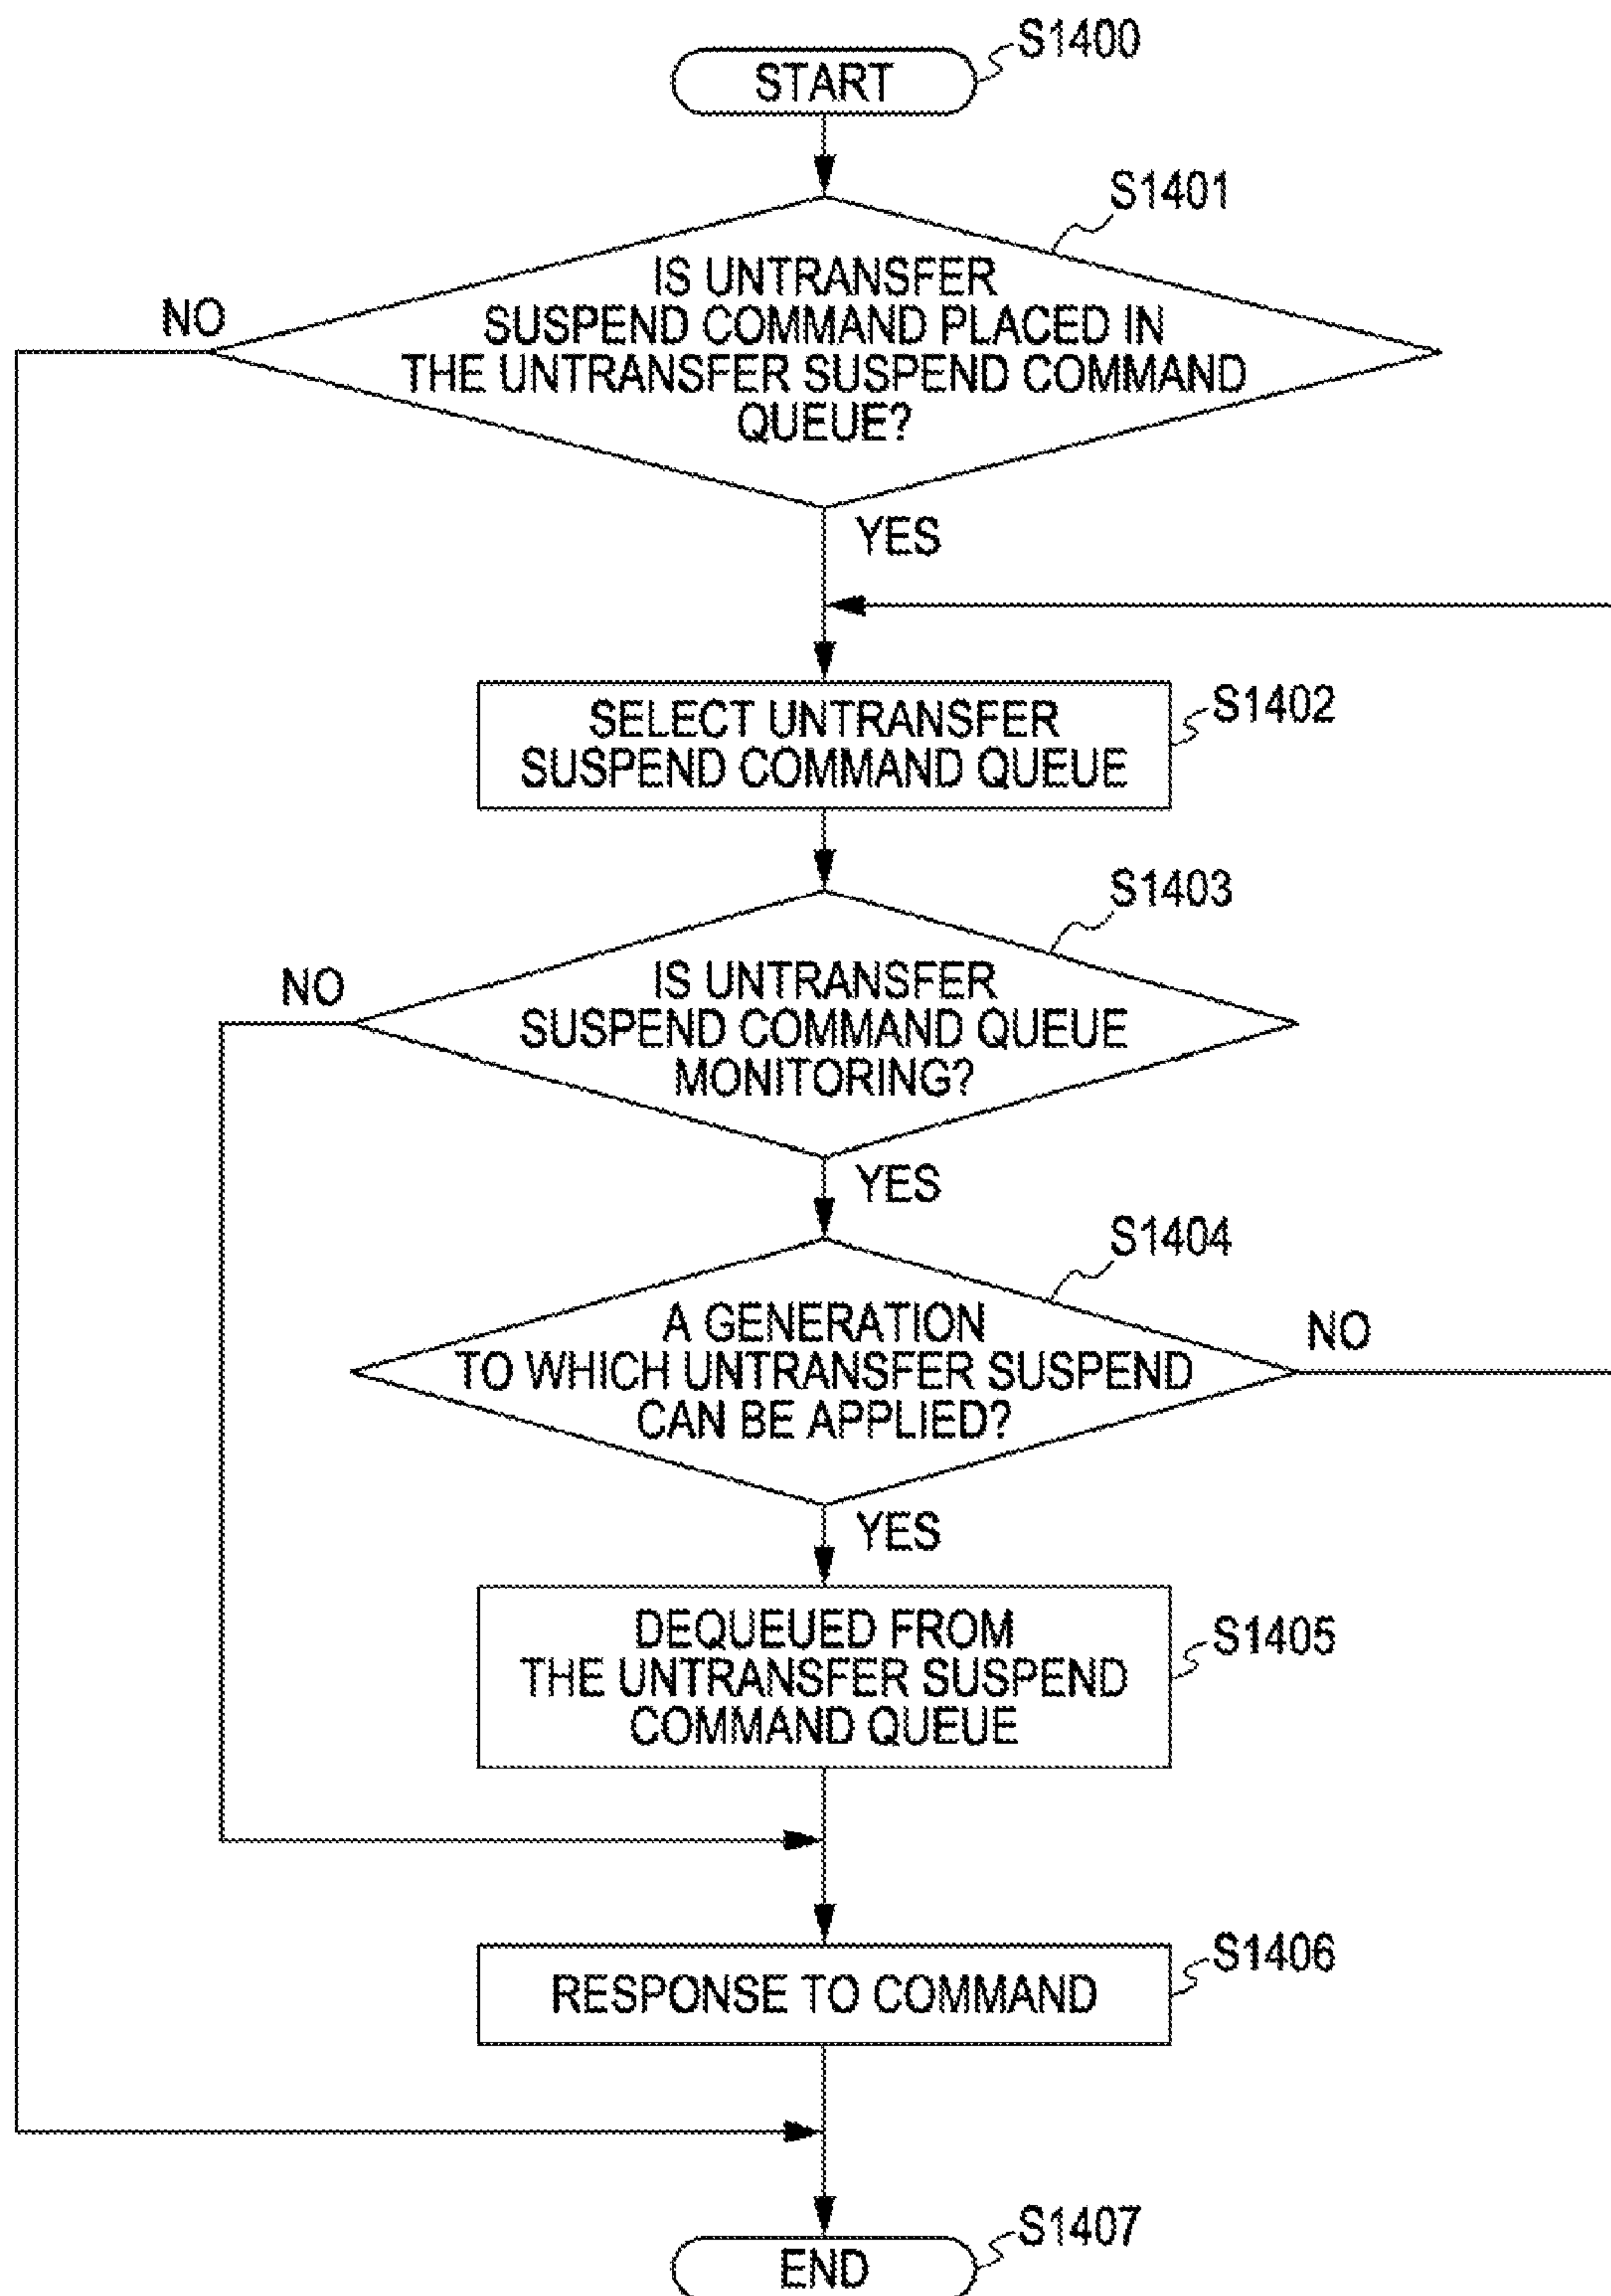 START
S1400
S1401
IS UNTRANSFER
SUSPEND COMMAND PLACED IN
THE UNTRANSFER SUSPEND COMMAND
QUEUE?
NO
YES
SELECT UNTRANSFER
SUSPEND COMMAND QUEUE
S1402
S1403
IS UNTRANSFER
SUSPEND COMMAND QUEUE
MONITORING?
NO
YES
S1404
A GENERATION
TO WHICH UNTRANSFER SUSPEND
CAN BE APPLIED?
NO
YES
DEQUEUED FROM
THE UNTRANSFER SUSPEND
COMMAND QUEUE
S1405
RESPONSE TO COMMAND
S1406
END
S1407